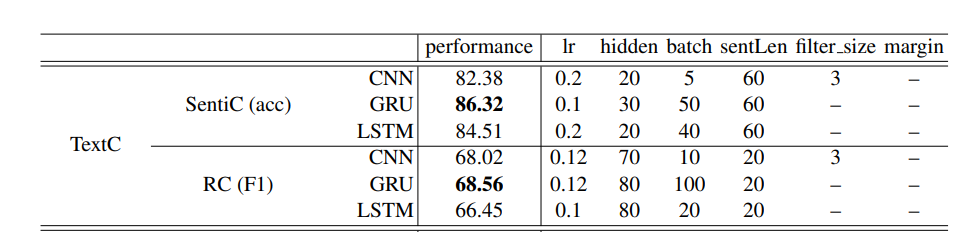 performance lr hidden batch sentLen filter_size margin
CNN 82.38 0.2 20 5 60 3 –
SentiC (acc) GRU 86.32 0.1 30 50 60 – –
LSTM 84.51 0.2 20 40 60 – –
TextC
CNN 68.02 0.12 70 10 20 3 –
RC (F1) GRU 68.56 0.12 80 100 20 – –
LSTM 66.45 0.1 80 20 20 – –